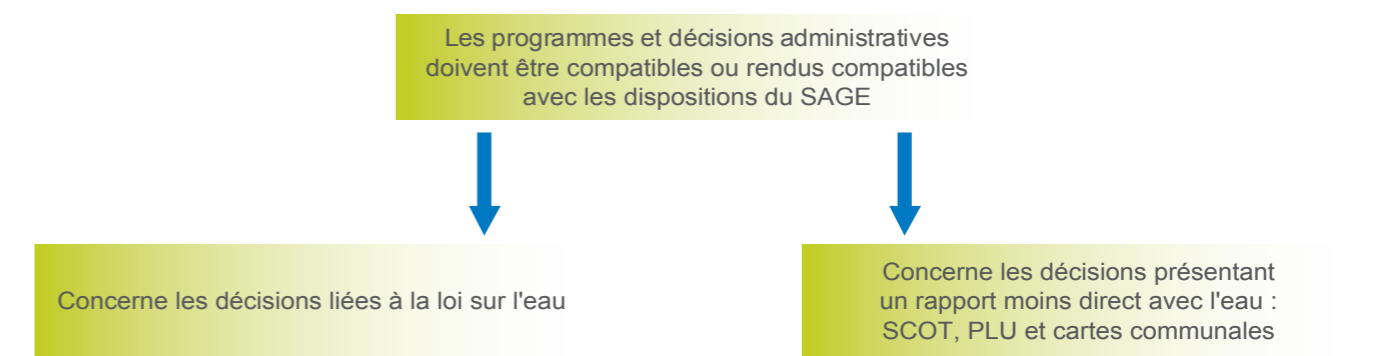 Les programmes et décisions administratives
doivent être compatibles ou rendus compatibles
avec les dispositions du SAGE
Concerne les décisions liées à la loi sur l'eau
Concerne les décisions présentant
un rapport moins direct avec l'eau :
SCOT, PLU et cartes communales